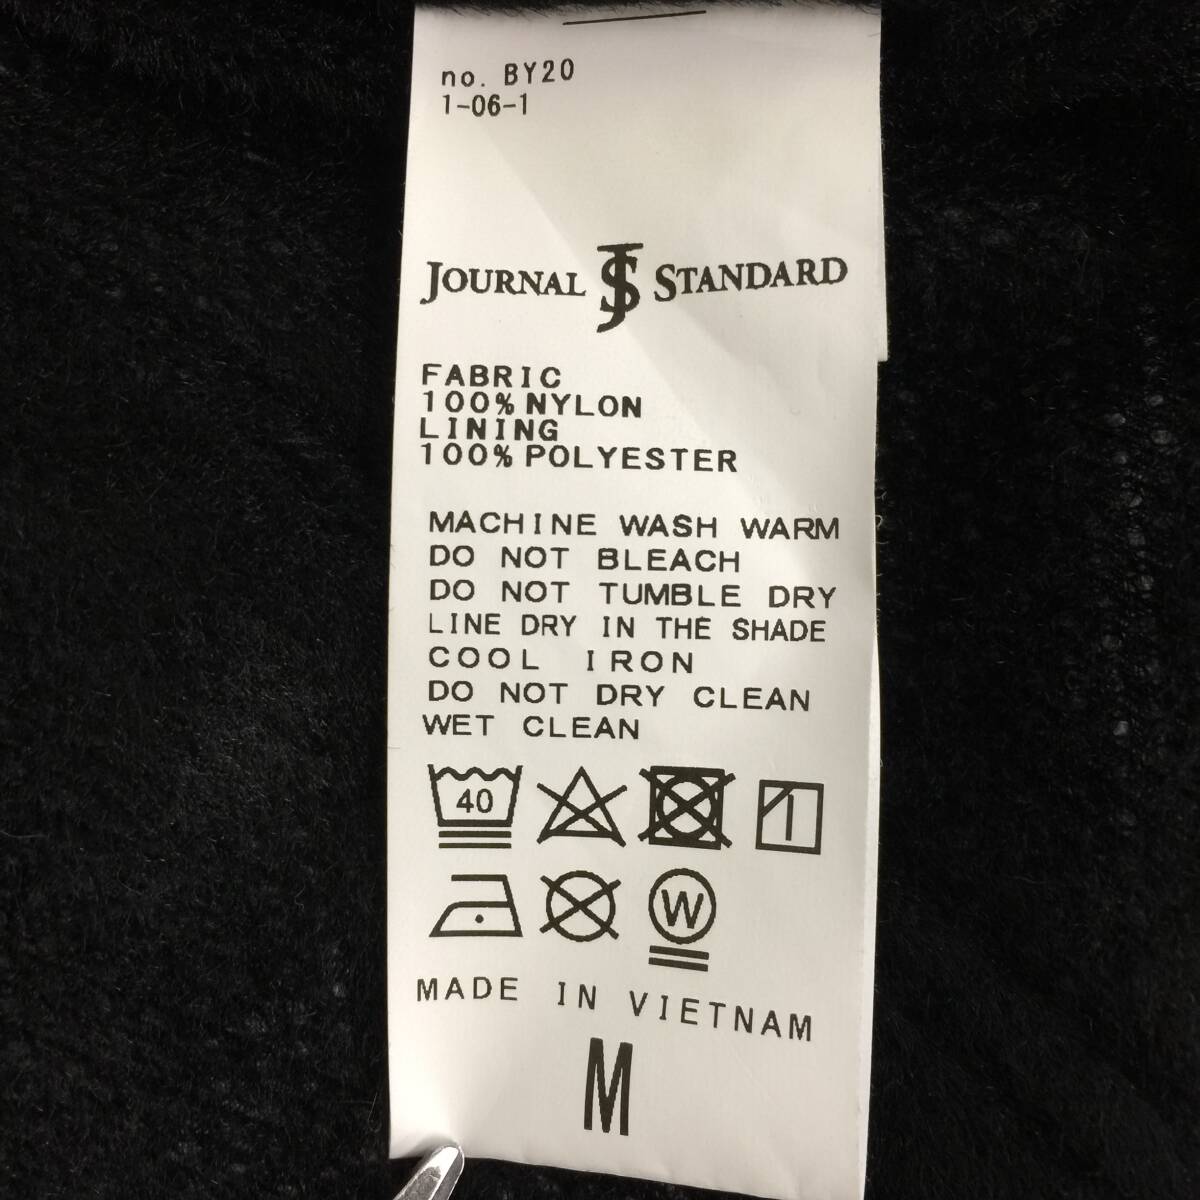 no. BY20
1-06-1
JOURNAL JS STANDARD
FABRIC
100% NYLON
LINING
100% POLYESTER
MACHINE WASH WARM
DO NOT BLEACH
DO NOT TUMBLE DRY
LINE DRY IN THE SHADE
COOL IRON
DO NOT DRY CLEAN
WET CLEAN
40
W
MADE IN VIETNAM
M